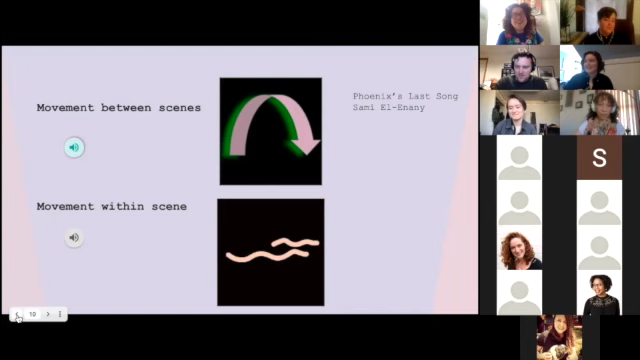 Movement between scenes
Phoenix's Last Song
Sami El-Enany
Movement within scene
10
S